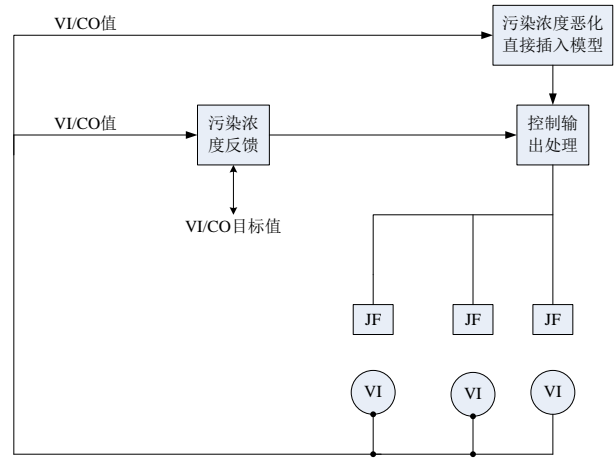 VI/CO值
污染浓度恶化
直接插入模型
VI/CO值
污染浓
度反馈
控制输
出处理
VI/CO目标值
JF
JF
JF
VI
VI
VI